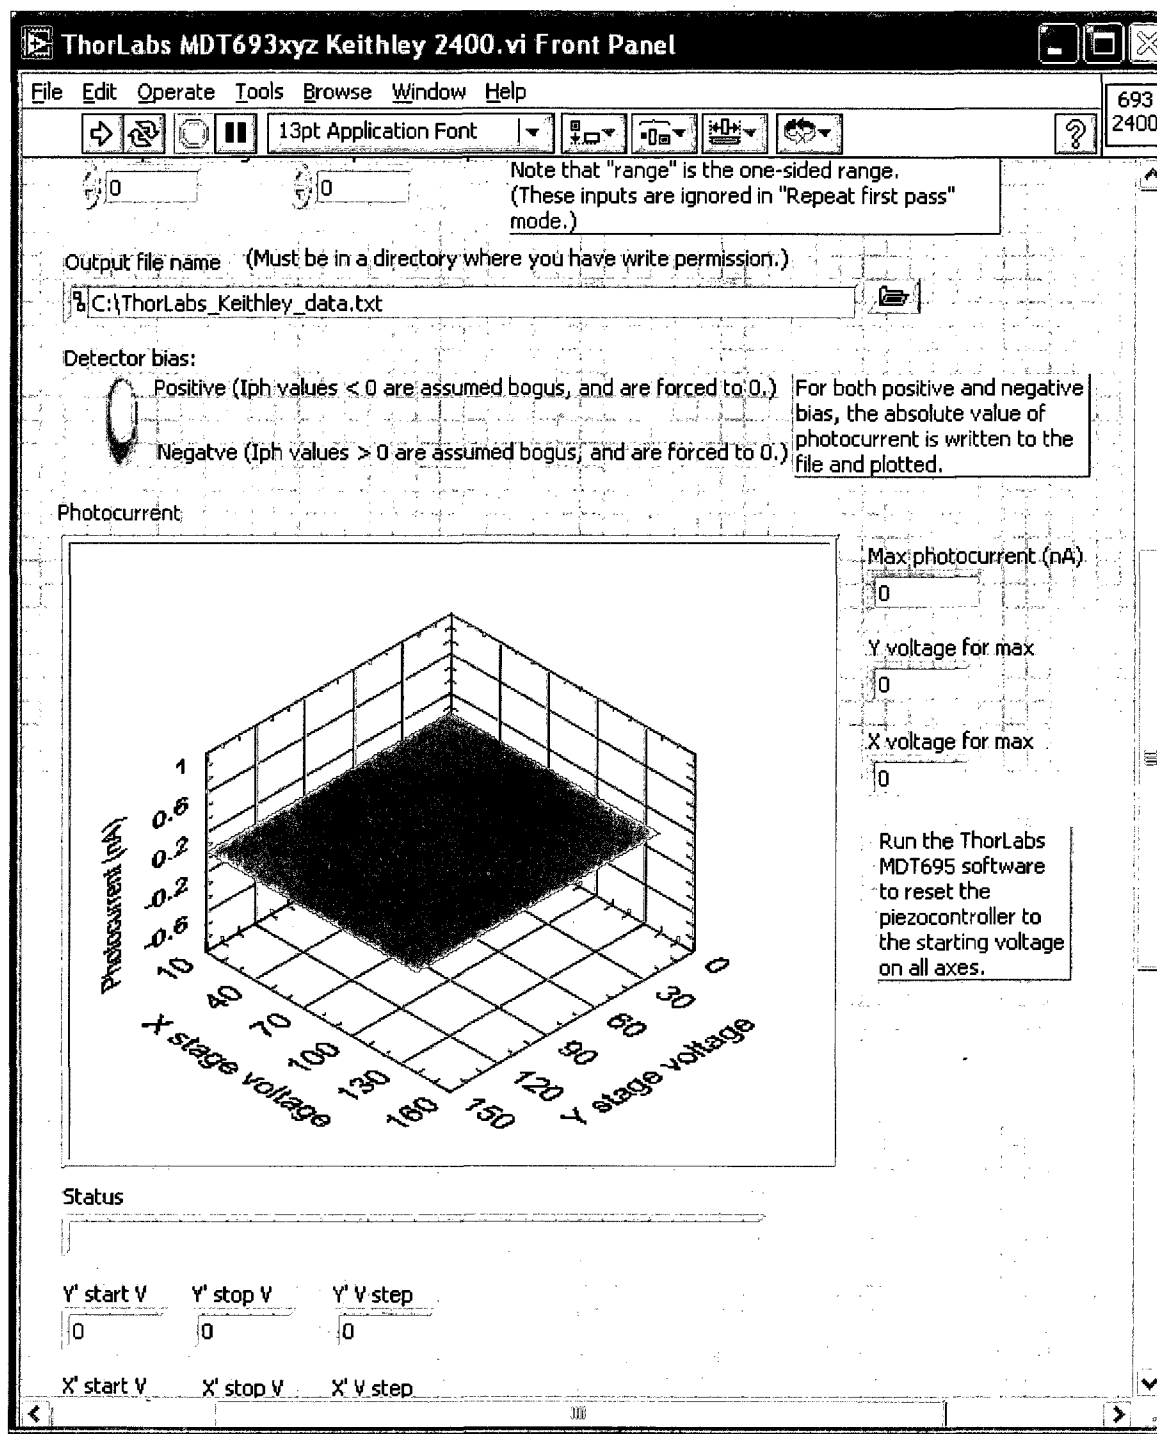 ThorLabs MDT693xyz Keithley 2400.vi Front Panel
File Edit Operate Tools Browse Window Help
693
2400
13pt Application Font
?
0 0
Note that "range" is the one-sided range.
(These inputs are ignored in "Repeat first pass"
mode.)
Output file name (Must be in a directory where you have write permission.)
C:\ThorLabs_Keithley_data.txt
Detector bias:
Positive (Iph values < 0 are assumed bogus, and are forced to 0.)
Negatve (Iph values > 0 are assumed bogus, and are forced to 0.)
For both positive and negative
bias, the absolute value of
photocurrent is written to the
file and plotted.
Photocurrent
Max photocurrent (nA)
0
Y voltage for max
0
X voltage for max
0
Run the ThorLabs
MDT695 software
to reset the
piezocontroller to
the starting voltage
on all axes.
Photocurrent (nA)
1
0.6
0.2
-0.2
-0.6
10
40
70
100
130
160
X stage voltage
0
30
60
90
120
150
Y stage voltage
Status
Y' start V Y' stop V Y' V step
0 0 0
X' start V X' stop V X' V step